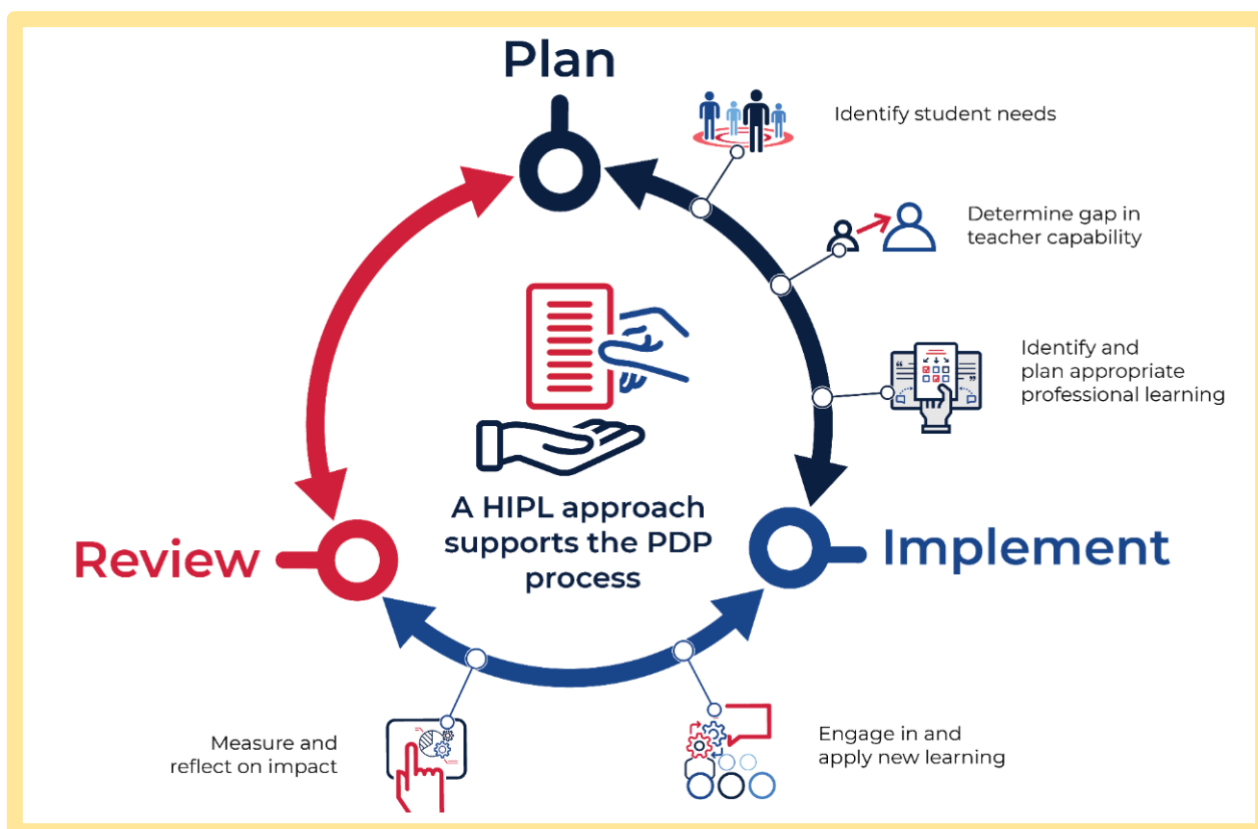 Plan
Identify student needs
Determine gap in
teacher capability
Identify and
plan appropriate
professional learning
A HIPL approach
supports the PDP
process
Review
Implement
Measure and
reflect on impact
Engage in and
apply new learning